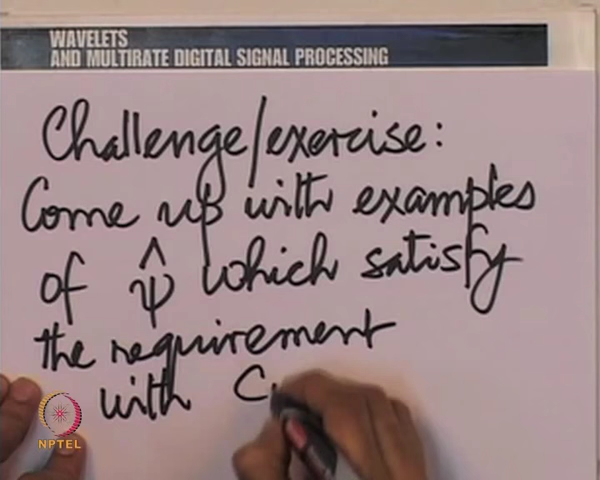 WAVELETS
AND MULTIRATE DIGITAL SIGNAL PROCESSING
Challenge/exercise:
Come up with examples
of ψ̂ which satisfy
the requirement
with C
NPTEL